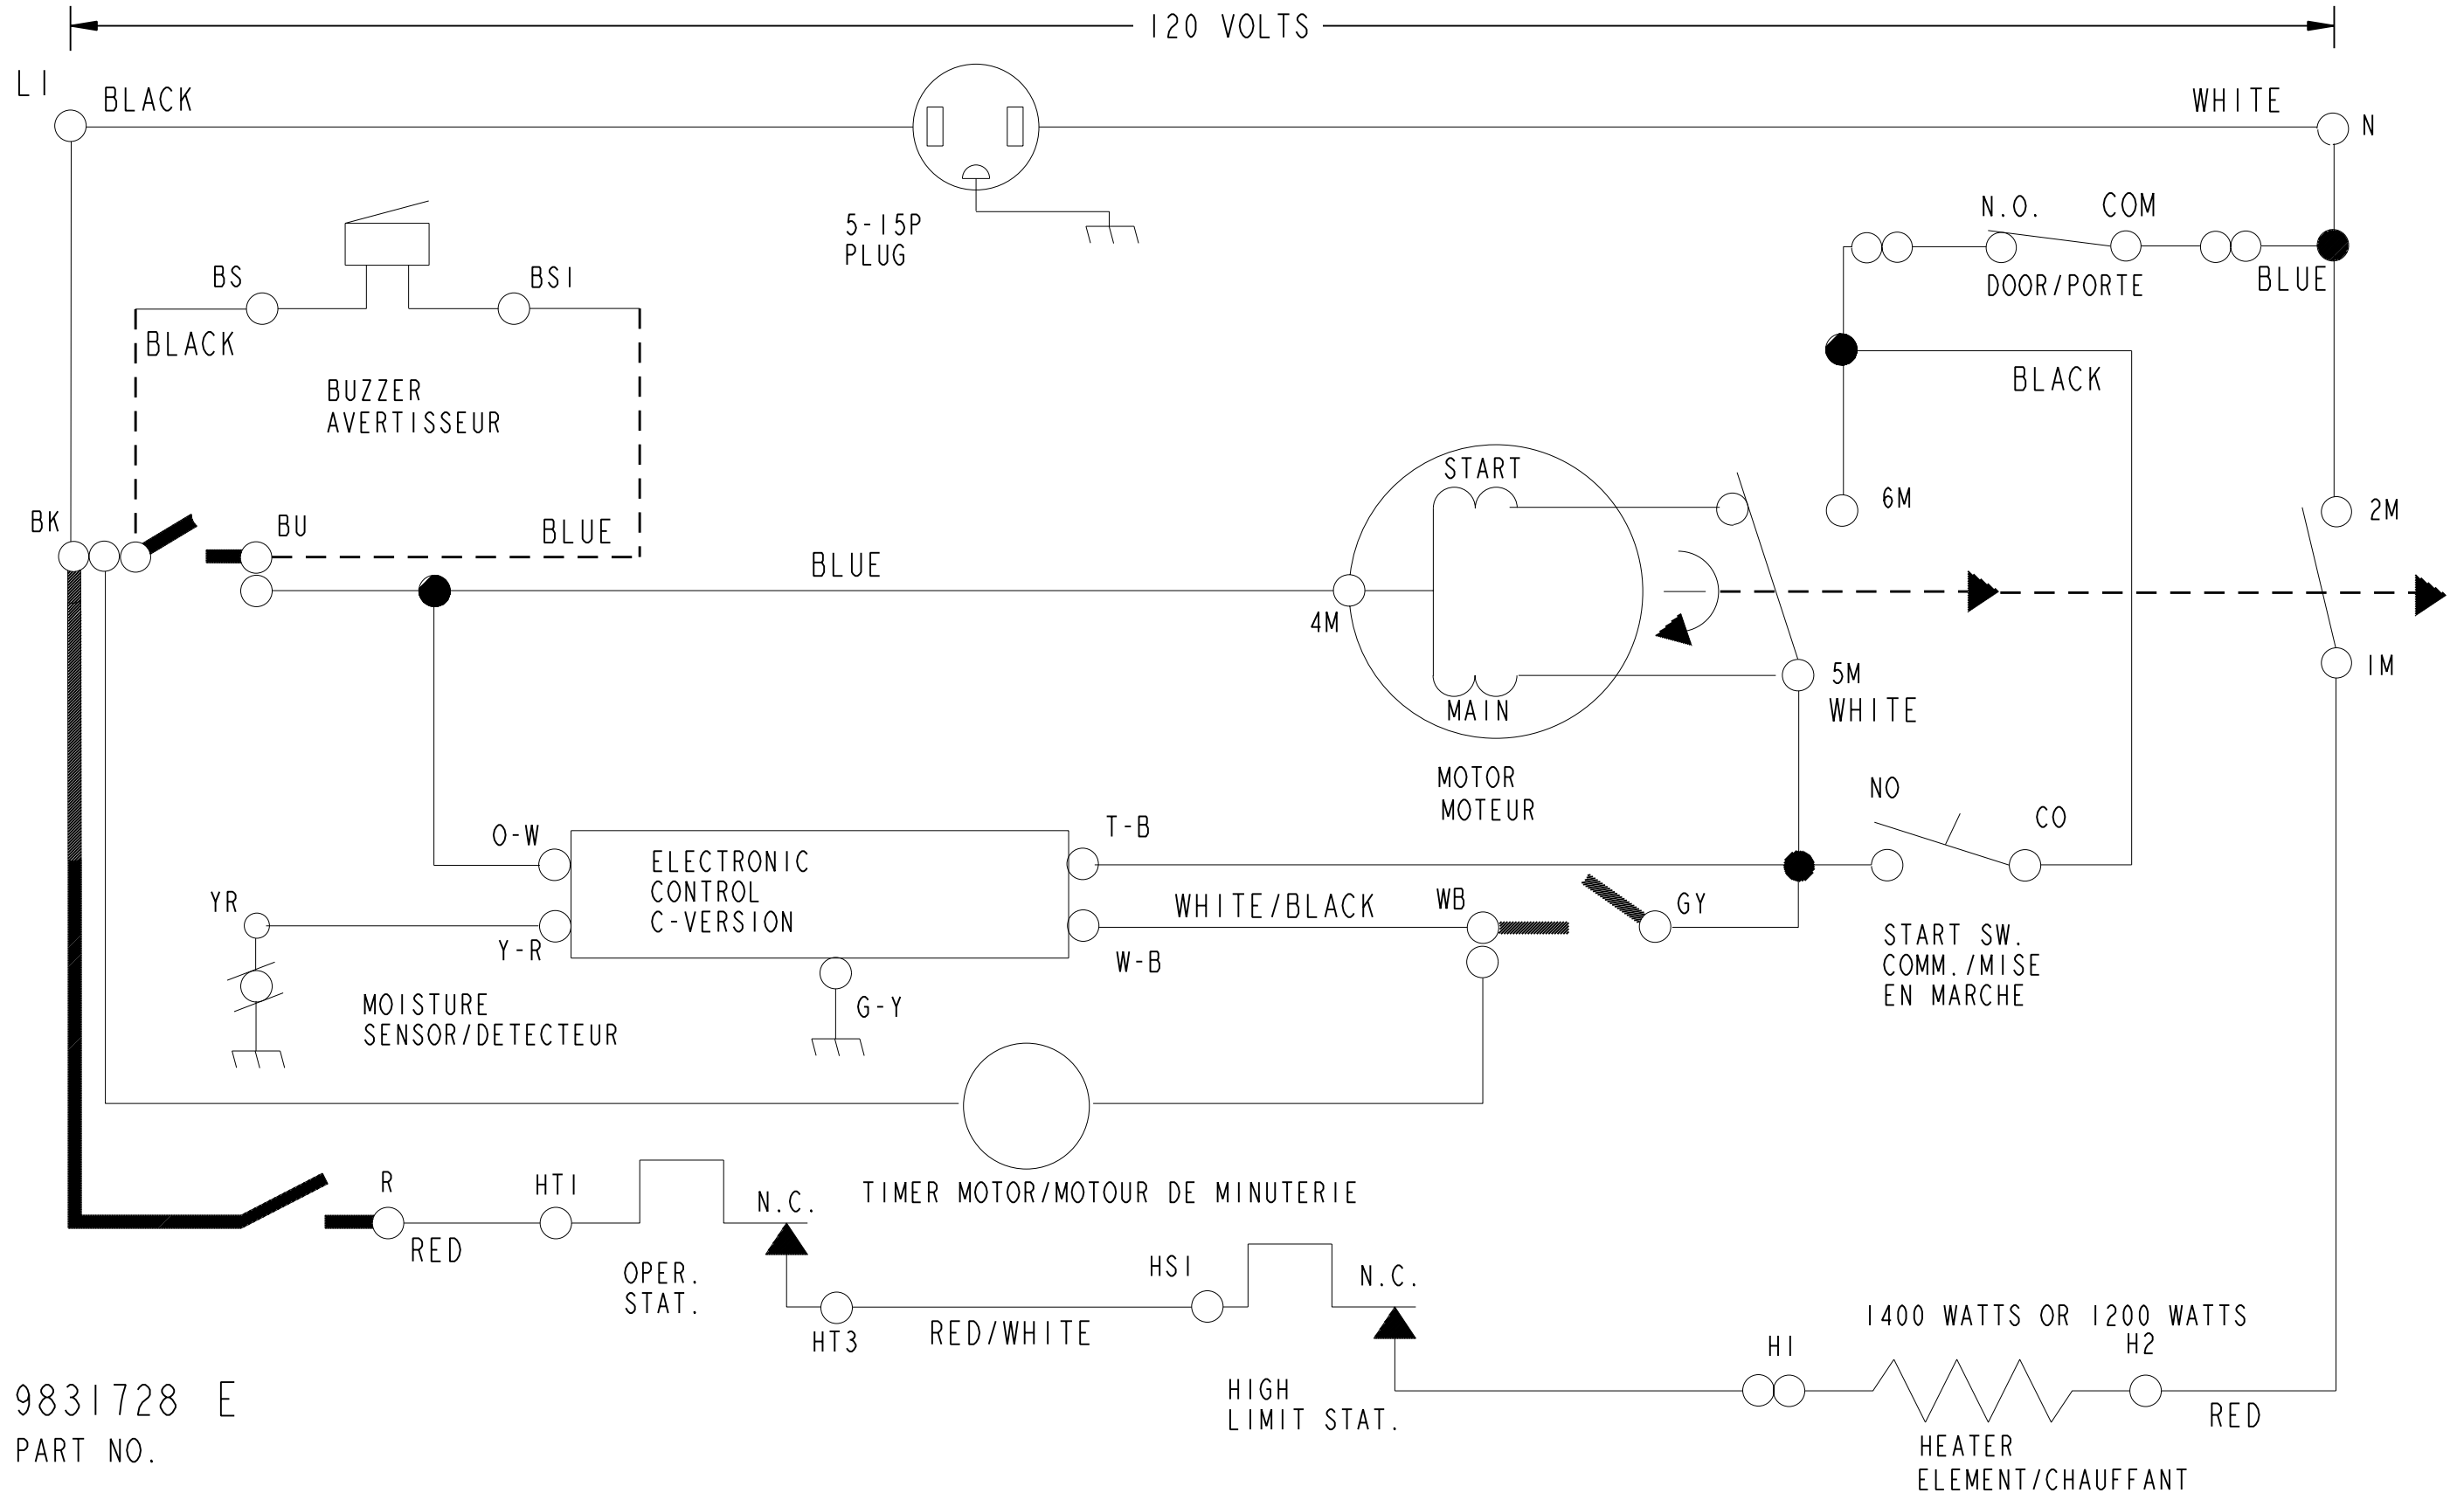 120 VOLTS
L1
BLACK
WHITE
N
5-15P
PLUG
N.O.
COM
DOOR/PORTE
BLUE
BS
BS1
BLACK
BUZZER
AVERTISSEUR
BLACK
START
6M
2M
BK
BU
BLUE
BLUE
4M
5M
WHITE
1M
MAIN
MOTOR
MOTEUR
NO
CO
O-W
T-B
ELECTRONIC
CONTROL
C-VERSION
YR
Y-R
WHITE/BLACK
WB
GY
W-B
START SW.
COMM./MISE
EN MARCHE
MOISTURE
SENSOR/DETECTEUR
G-Y
TIMER MOTOR/MOTOUR DE MINUTERIE
R
HT1
N.C.
RED
OPER.
STAT.
HS1
N.C.
HT3
RED/WHITE
1400 WATTS OR 1200 WATTS
H1
H2
HIGH
LIMIT STAT.
RED
HEATER
ELEMENT/CHAUFFANT
9831728 E
PART NO.